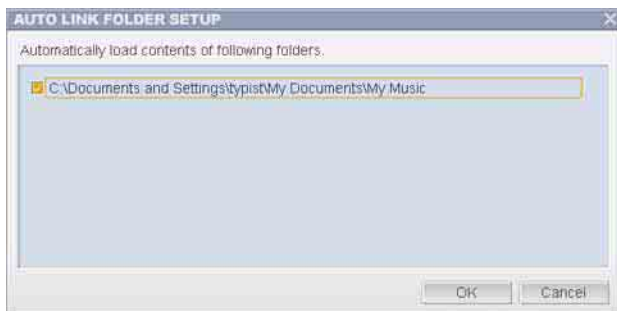 AUTO LINK FOLDER SETUP
Automatically load contents of following folders.
C:\Documents and Settings\typist\My Documents\My Music
OK Cancel